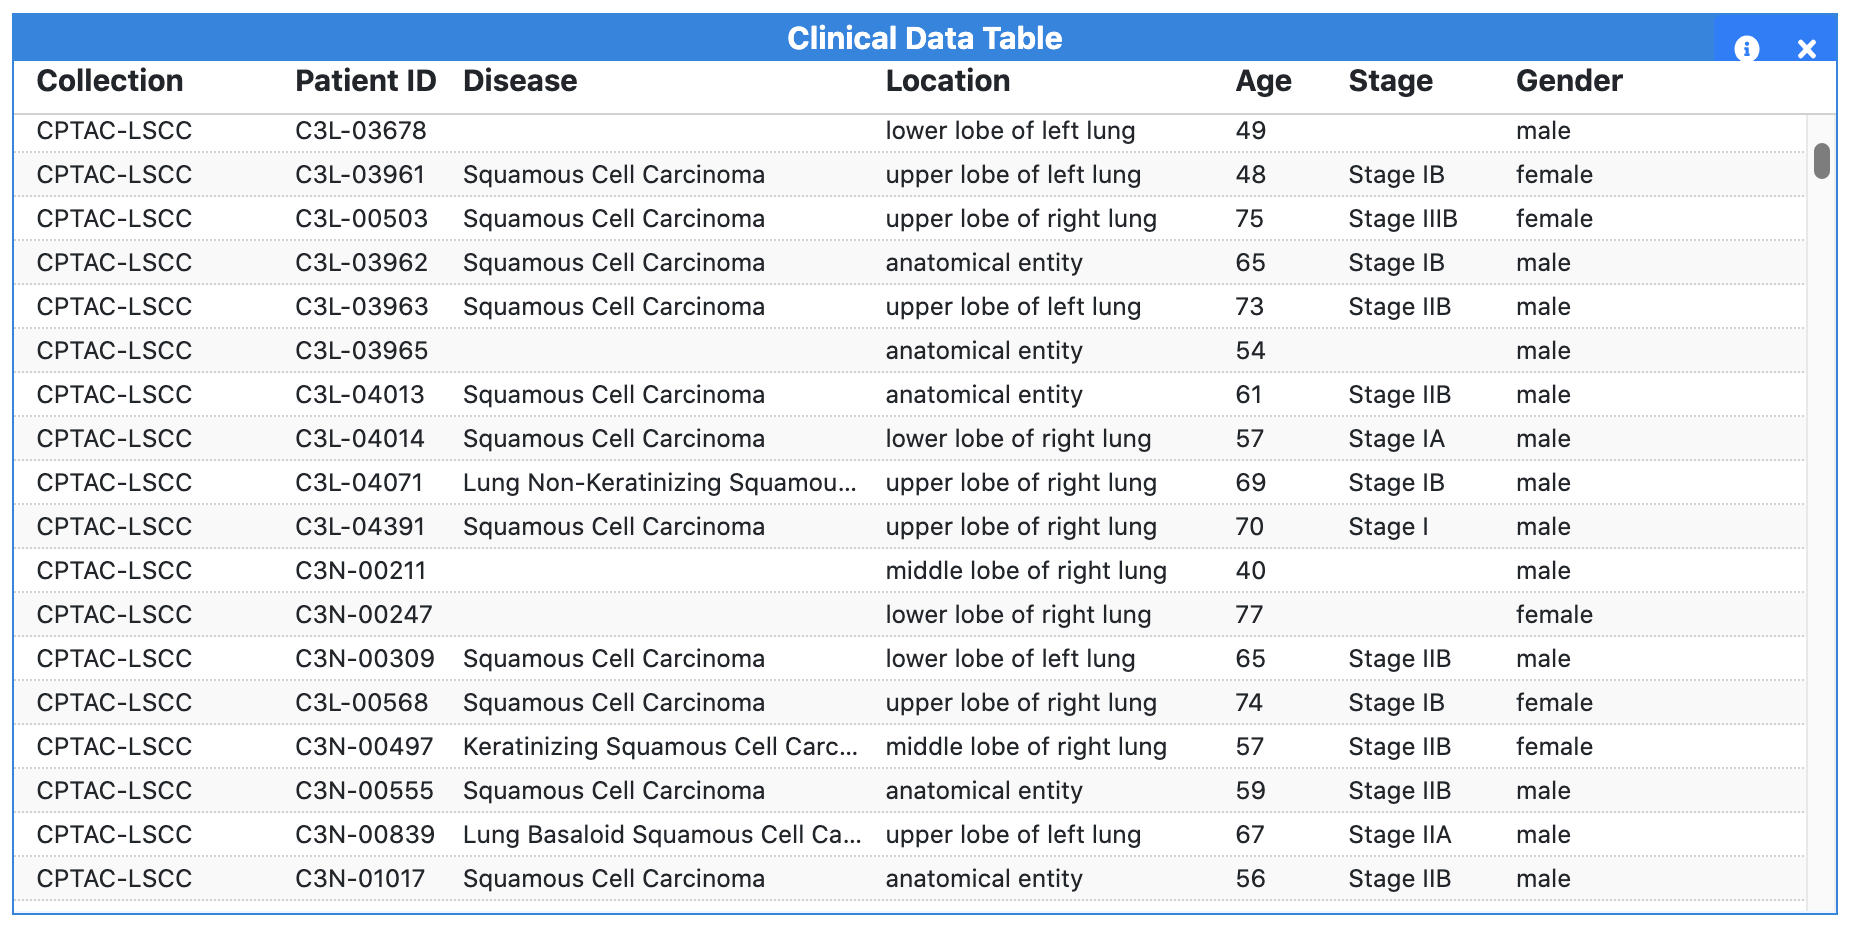 Clinical Data Table
Collection Patient ID Disease Location Age Stage Gender
CPTAC-LSCC C3L-03678 lower lobe of left lung 49 male
CPTAC-LSCC C3L-03961 Squamous Cell Carcinoma upper lobe of left lung 48 Stage IB female
CPTAC-LSCC C3L-00503 Squamous Cell Carcinoma upper lobe of right lung 75 Stage IIIB female
CPTAC-LSCC C3L-03962 Squamous Cell Carcinoma anatomical entity 65 Stage IB male
CPTAC-LSCC C3L-03963 Squamous Cell Carcinoma upper lobe of left lung 73 Stage IIB male
CPTAC-LSCC C3L-03965 anatomical entity 54 male
CPTAC-LSCC C3L-04013 Squamous Cell Carcinoma anatomical entity 61 Stage IIB male
CPTAC-LSCC C3L-04014 Squamous Cell Carcinoma lower lobe of right lung 57 Stage IA male
CPTAC-LSCC C3L-04071 Lung Non-Keratinizing Squamou... upper lobe of right lung 69 Stage IB male
CPTAC-LSCC C3L-04391 Squamous Cell Carcinoma upper lobe of right lung 70 Stage I male
CPTAC-LSCC C3N-00211 middle lobe of right lung 40 male
CPTAC-LSCC C3N-00247 lower lobe of right lung 77 female
CPTAC-LSCC C3N-00309 Squamous Cell Carcinoma lower lobe of left lung 65 Stage IIB male
CPTAC-LSCC C3L-00568 Squamous Cell Carcinoma upper lobe of right lung 74 Stage IB female
CPTAC-LSCC C3N-00497 Keratinizing Squamous Cell Carc... middle lobe of right lung 57 Stage IIB female
CPTAC-LSCC C3N-00555 Squamous Cell Carcinoma anatomical entity 59 Stage IIB male
CPTAC-LSCC C3N-00839 Lung Basaloid Squamous Cell Ca... upper lobe of left lung 67 Stage IIA male
CPTAC-LSCC C3N-01017 Squamous Cell Carcinoma anatomical entity 56 Stage IIB male